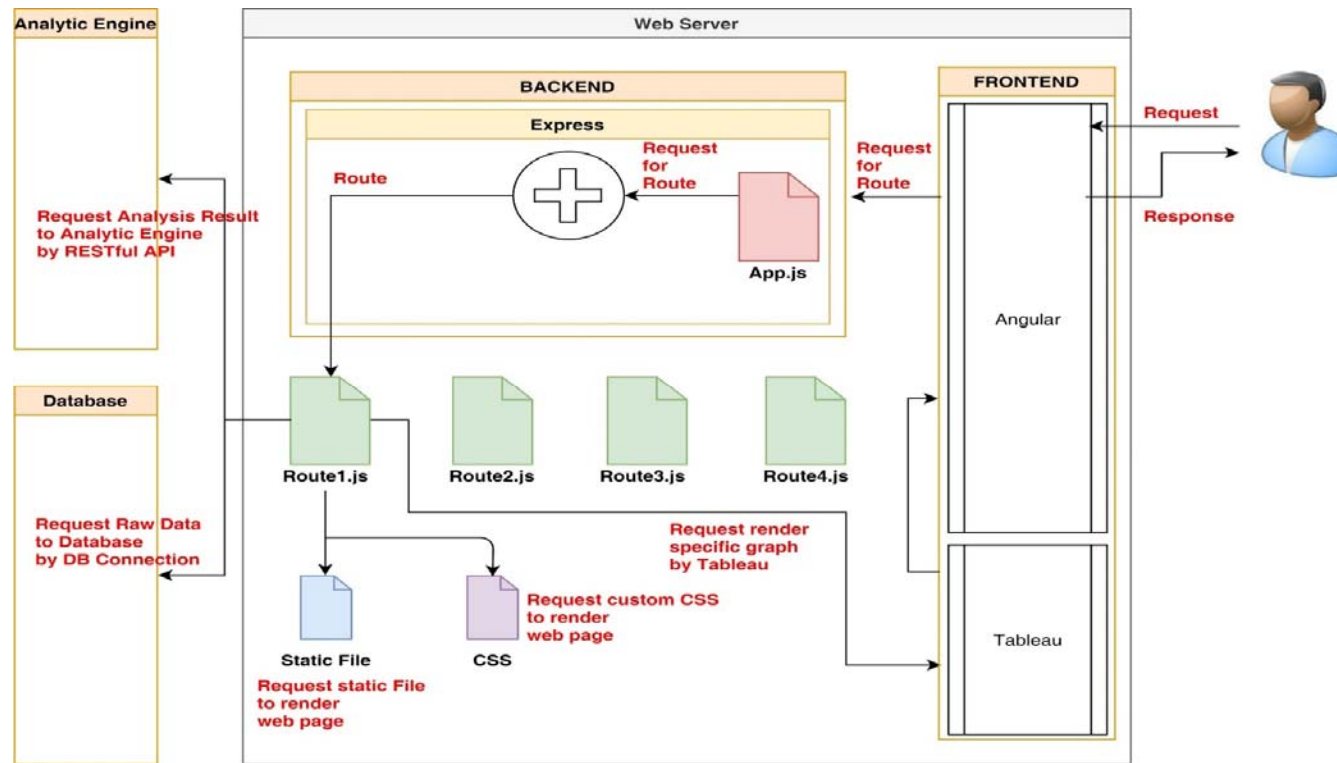 Analytic Engine
Web Server
BACKEND
FRONTEND
Express
Request
Request
for
Route
Request
for
Route
Route
Response
Request Analysis Result
to Analytic Engine
by RESTful API
App.js
Angular
Database
Route1.js
Route2.js
Route3.js
Route4.js
Request Raw Data
to Database
by DB Connection
Request render
specific graph
by Tableau
Request custom CSS
to render
web page
Tableau
Static File
CSS
Request static File
to render
web page